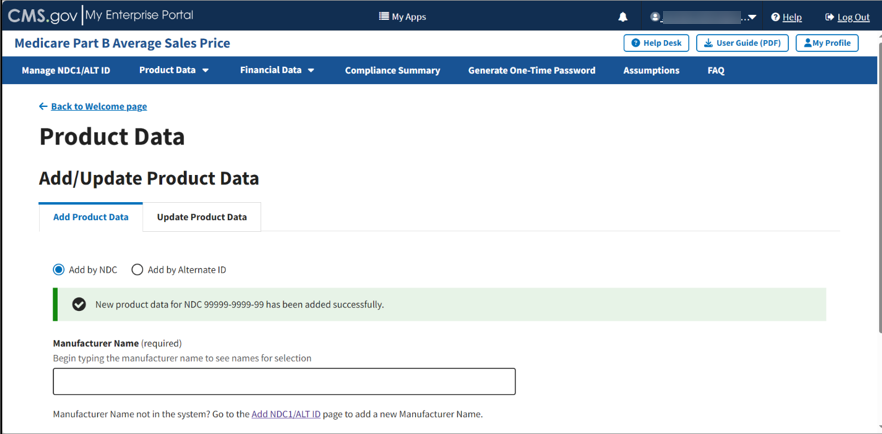 CMS.gov My Enterprise Portal My Apps ... Help Log Out
Medicare Part B Average Sales Price Help Desk User Guide (PDF) My Profile
Manage NDC1/ALT ID Product Data Financial Data Compliance Summary Generate One-Time Password Assumptions FAQ
Back to Welcome page
Product Data
Add/Update Product Data
Add Product Data Update Product Data
Add by NDC Add by Alternate ID
New product data for NDC 99999-9999-99 has been added successfully.
Manufacturer Name (required)
Begin typing the manufacturer name to see names for selection
Manufacturer Name not in the system? Go to the Add NDC1/ALT ID page to add a new Manufacturer Name.